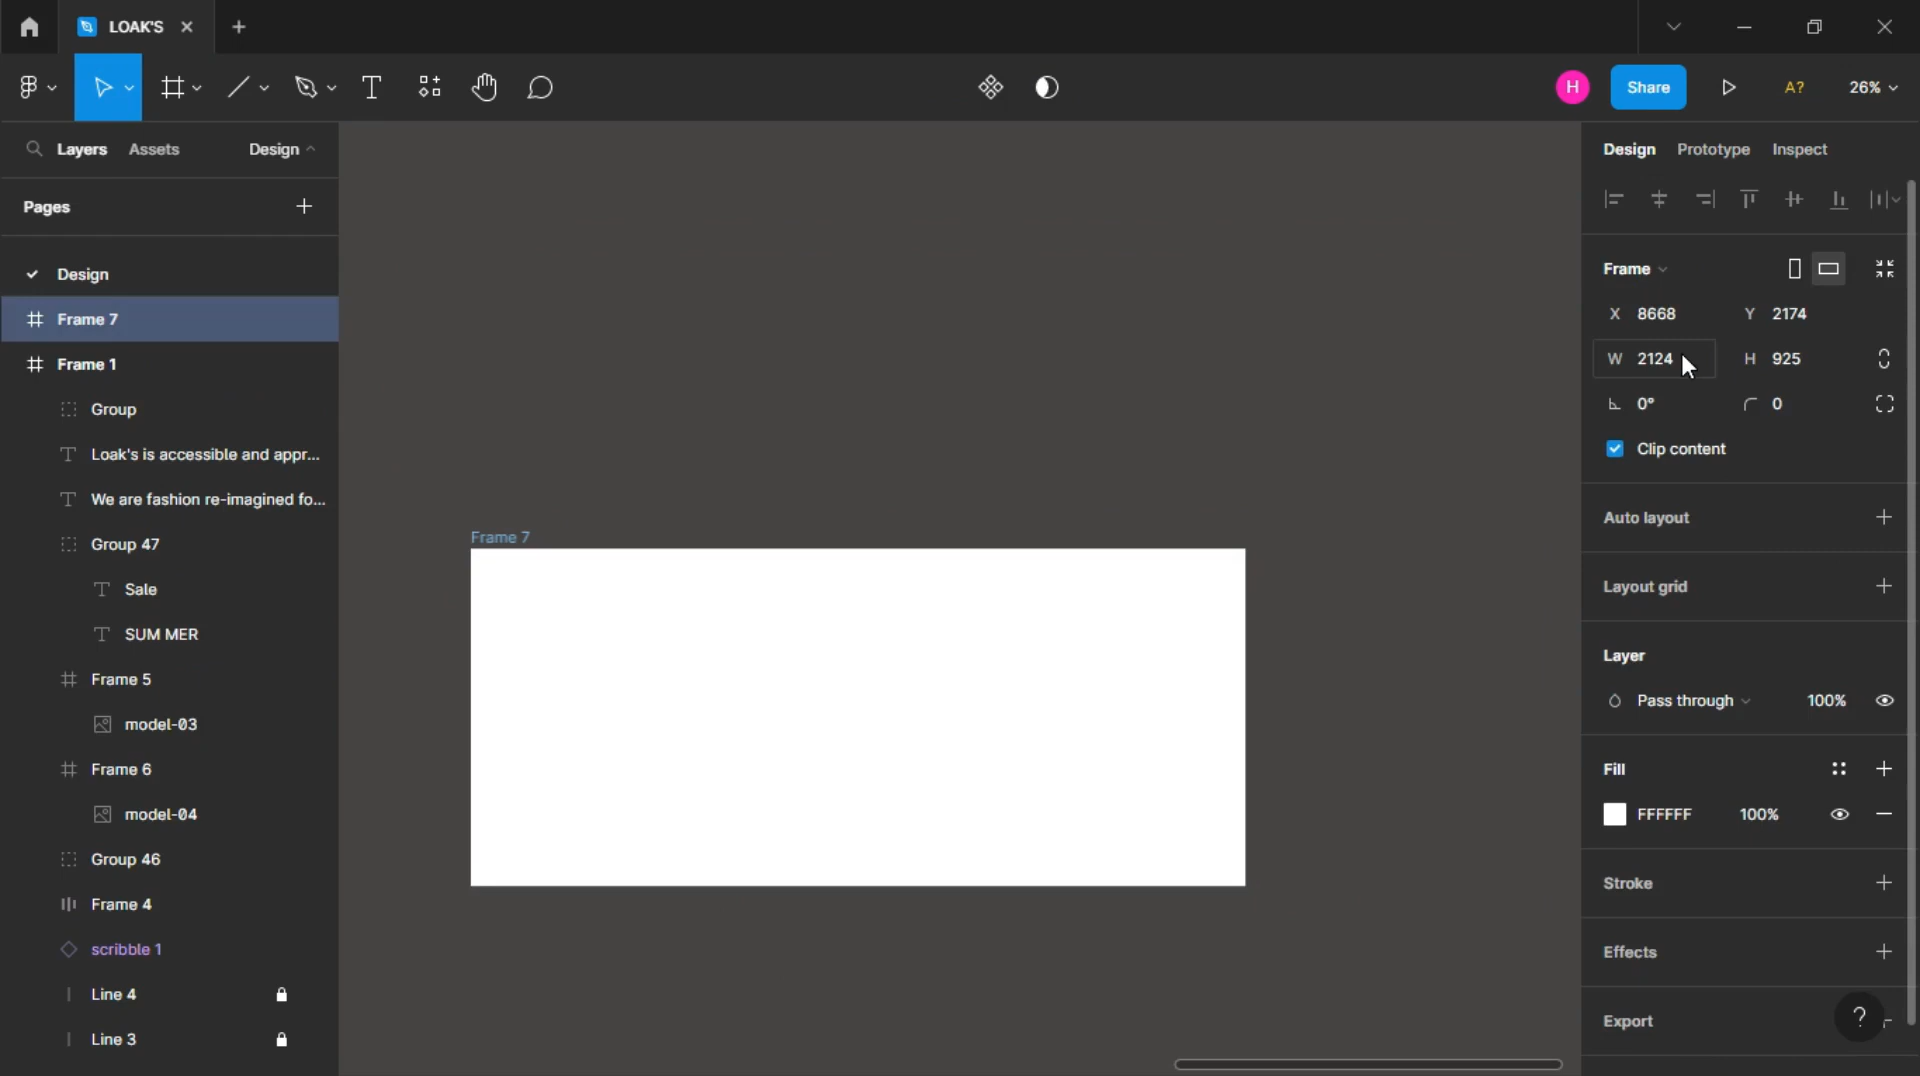 LOAK'S
Share
A?
26%
H
Layers
Assets
Design
Pages
Design
Frame 7
Frame 1
Group
Loak's is accessible and appr...
We are fashion re-imagined fo...
Group 47
Sale
SUM MER
Frame 5
model-03
Frame 6
model-04
Group 46
Frame 4
scribble 1
Line 4
Line 3
Frame 7
Design
Prototype
Inspect
Frame
X 8668
Y 2174
W 2124
H 925
0°
0
Clip content
Auto layout
Layout grid
Layer
Pass through
100%
Fill
FFFFFF
100%
Stroke
Effects
Export
?